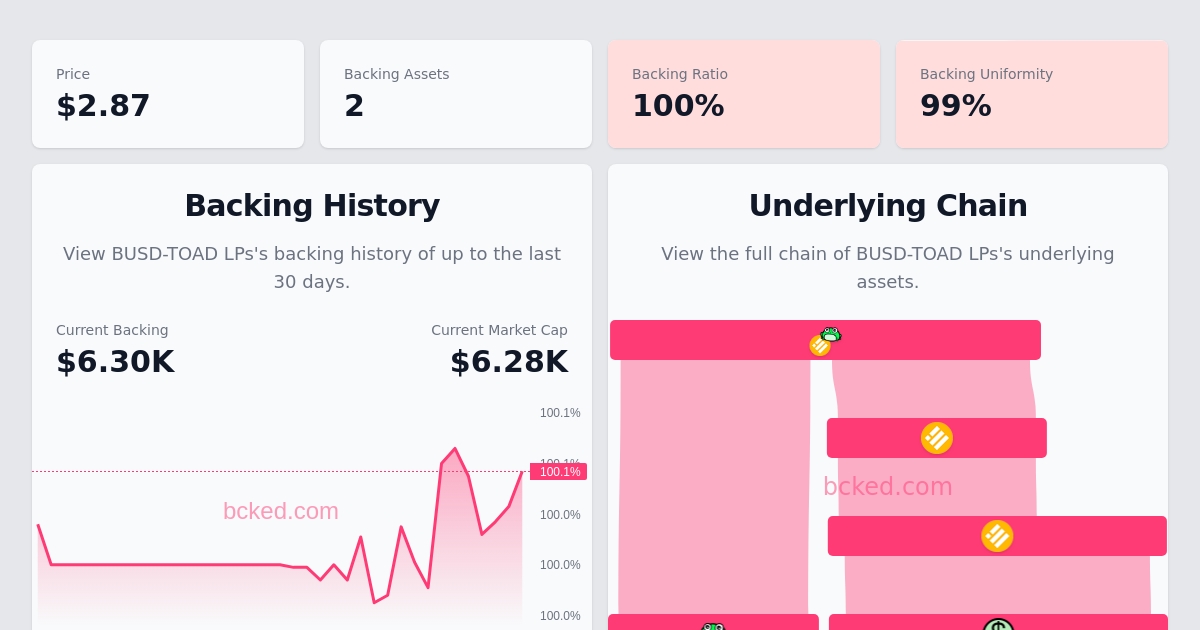 Price
$2.87
Backing Assets
2
Backing Ratio
100%
Backing Uniformity
99%
Backing History
View BUSD-TOAD LPs's backing history of up to the last
30 days.
Current Backing
$6.30K
Current Market Cap
$6.28K
100.1%
100.1%
100.1%
100.0%
100.0%
100.0%
bcked.com
Underlying Chain
View the full chain of BUSD-TOAD LPs's underlying
assets.
bcked.com